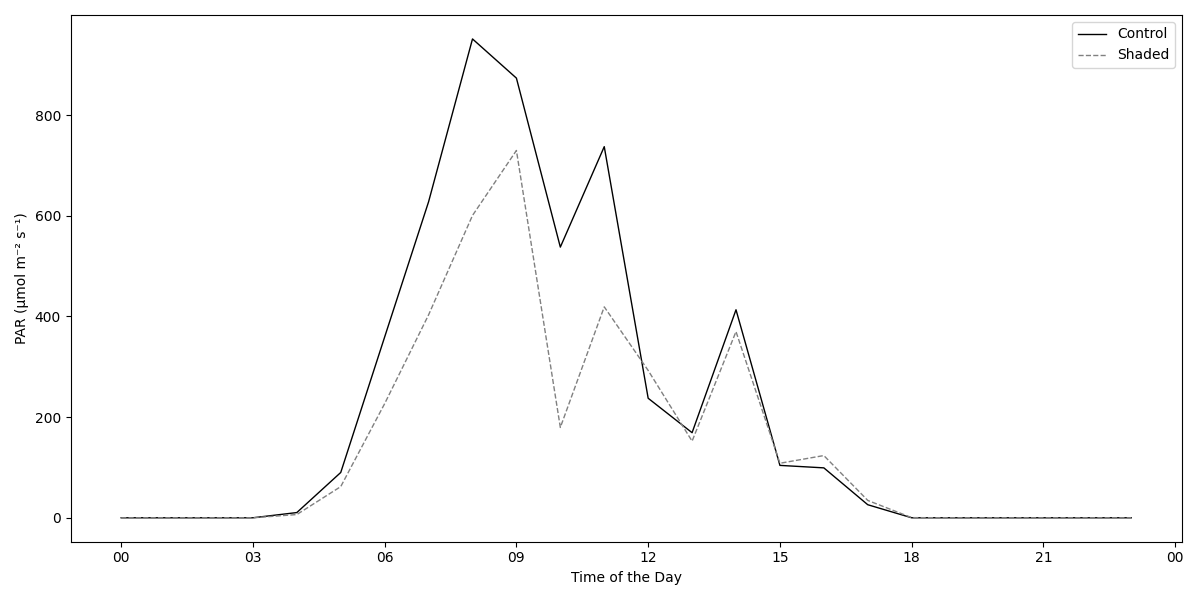 Control
Shaded
800
600
400
200
0
PAR (μmol m⁻² s⁻¹)
00 03 06 09 12 15 18 21 00
Time of the Day